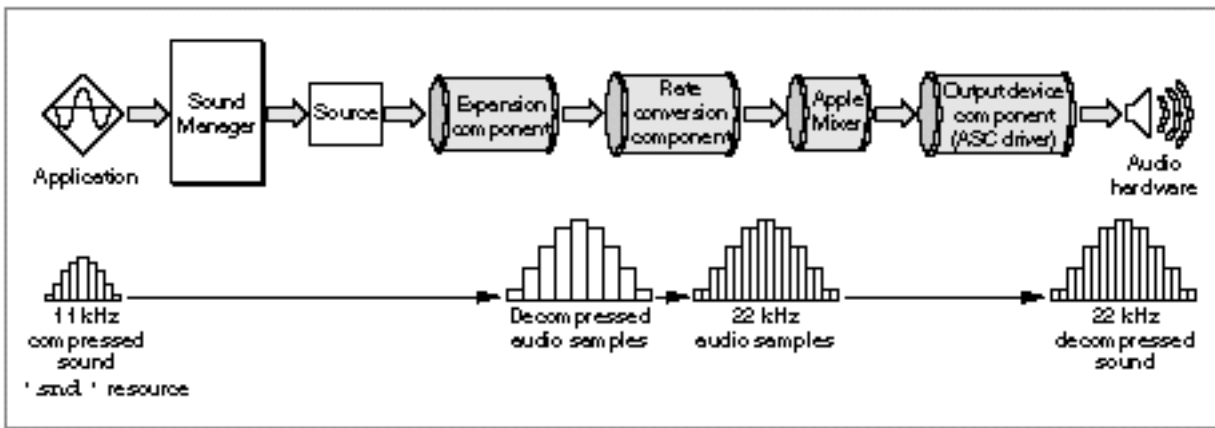 Application
Sound
Manager
Source
Expansion
component
Rate
conversion
component
Apple
Mixer
Output device
component
(ASC driver)
Audio
hardware
11 kHz
compressed
sound
'snd ' resource
Decompressed
audio samples
22 kHz
audio samples
22 kHz
decompressed
sound